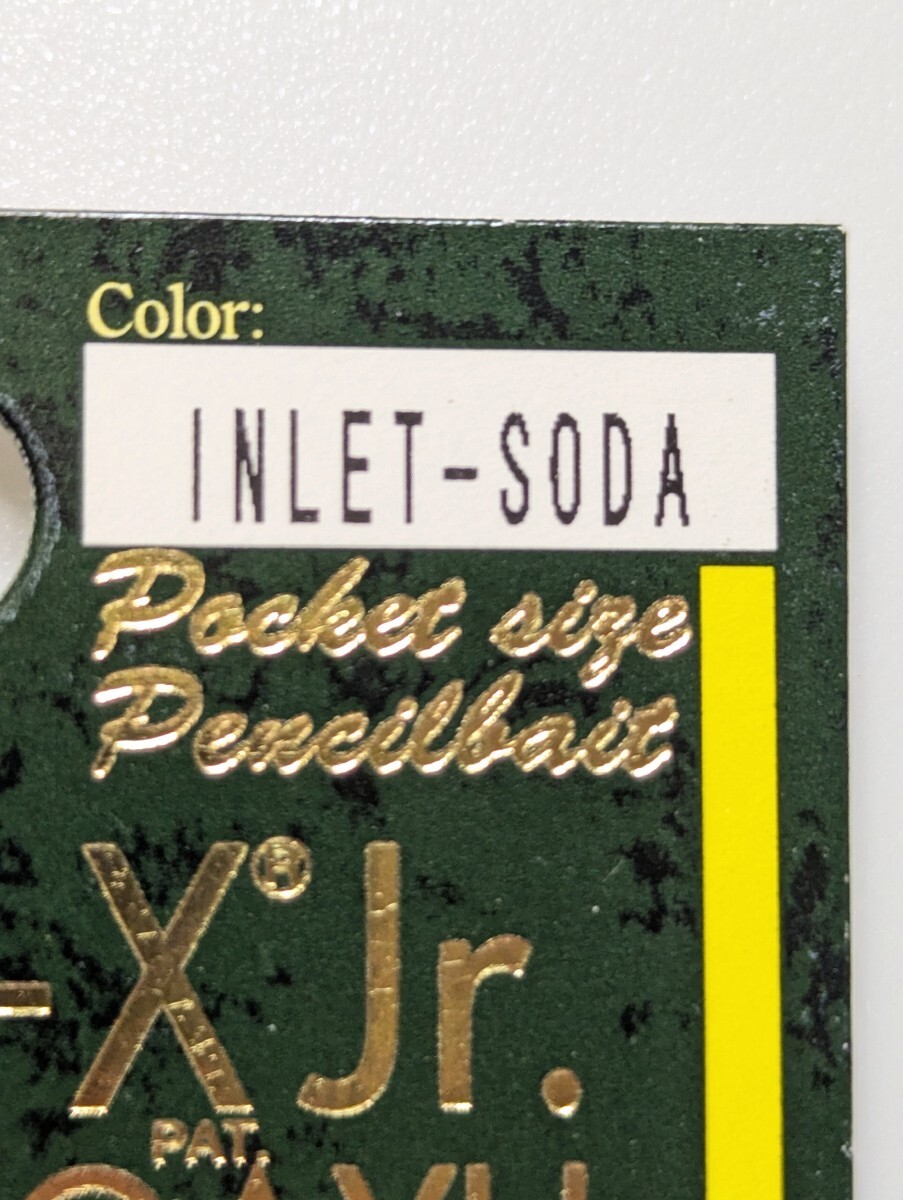 Color:
INLET-SODA
Pocket size
Pencilbait
-X® Jr.
PAT.